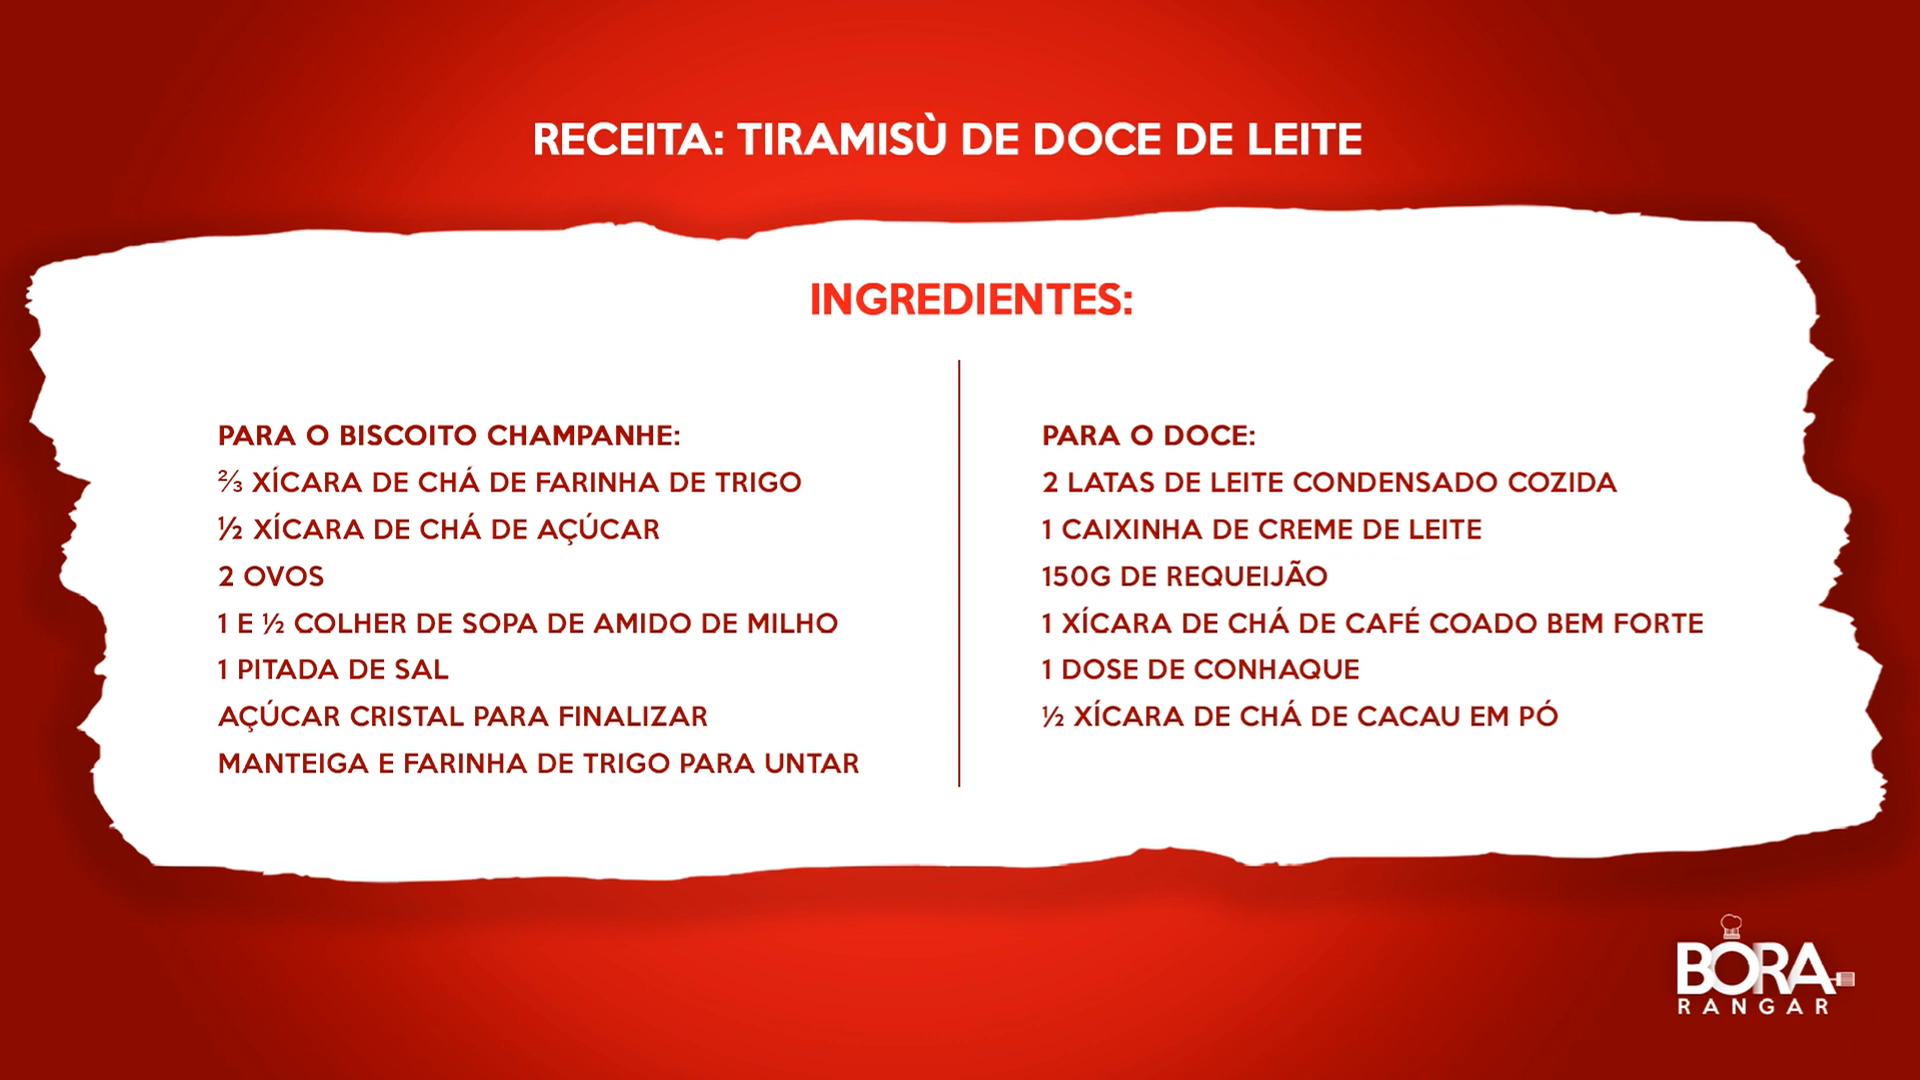 RECEITA: TIRAMISÙ DE DOCE DE LEITE
INGREDIENTES:
PARA O BISCOITO CHAMPANHE:
⅔ XÍCARA DE CHÁ DE FARINHA DE TRIGO
½ XÍCARA DE CHÁ DE AÇÚCAR
2 OVOS
1 E ½ COLHER DE SOPA DE AMIDO DE MILHO
1 PITADA DE SAL
AÇÚCAR CRISTAL PARA FINALIZAR
MANTEIGA E FARINHA DE TRIGO PARA UNTAR
PARA O DOCE:
2 LATAS DE LEITE CONDENSADO COZIDA
1 CAIXINHA DE CREME DE LEITE
150G DE REQUEIJÃO
1 XÍCARA DE CHÁ DE CAFÉ COADO BEM FORTE
1 DOSE DE CONHAQUE
½ XÍCARA DE CHÁ DE CACAU EM PÓ
BORA
RANGAR